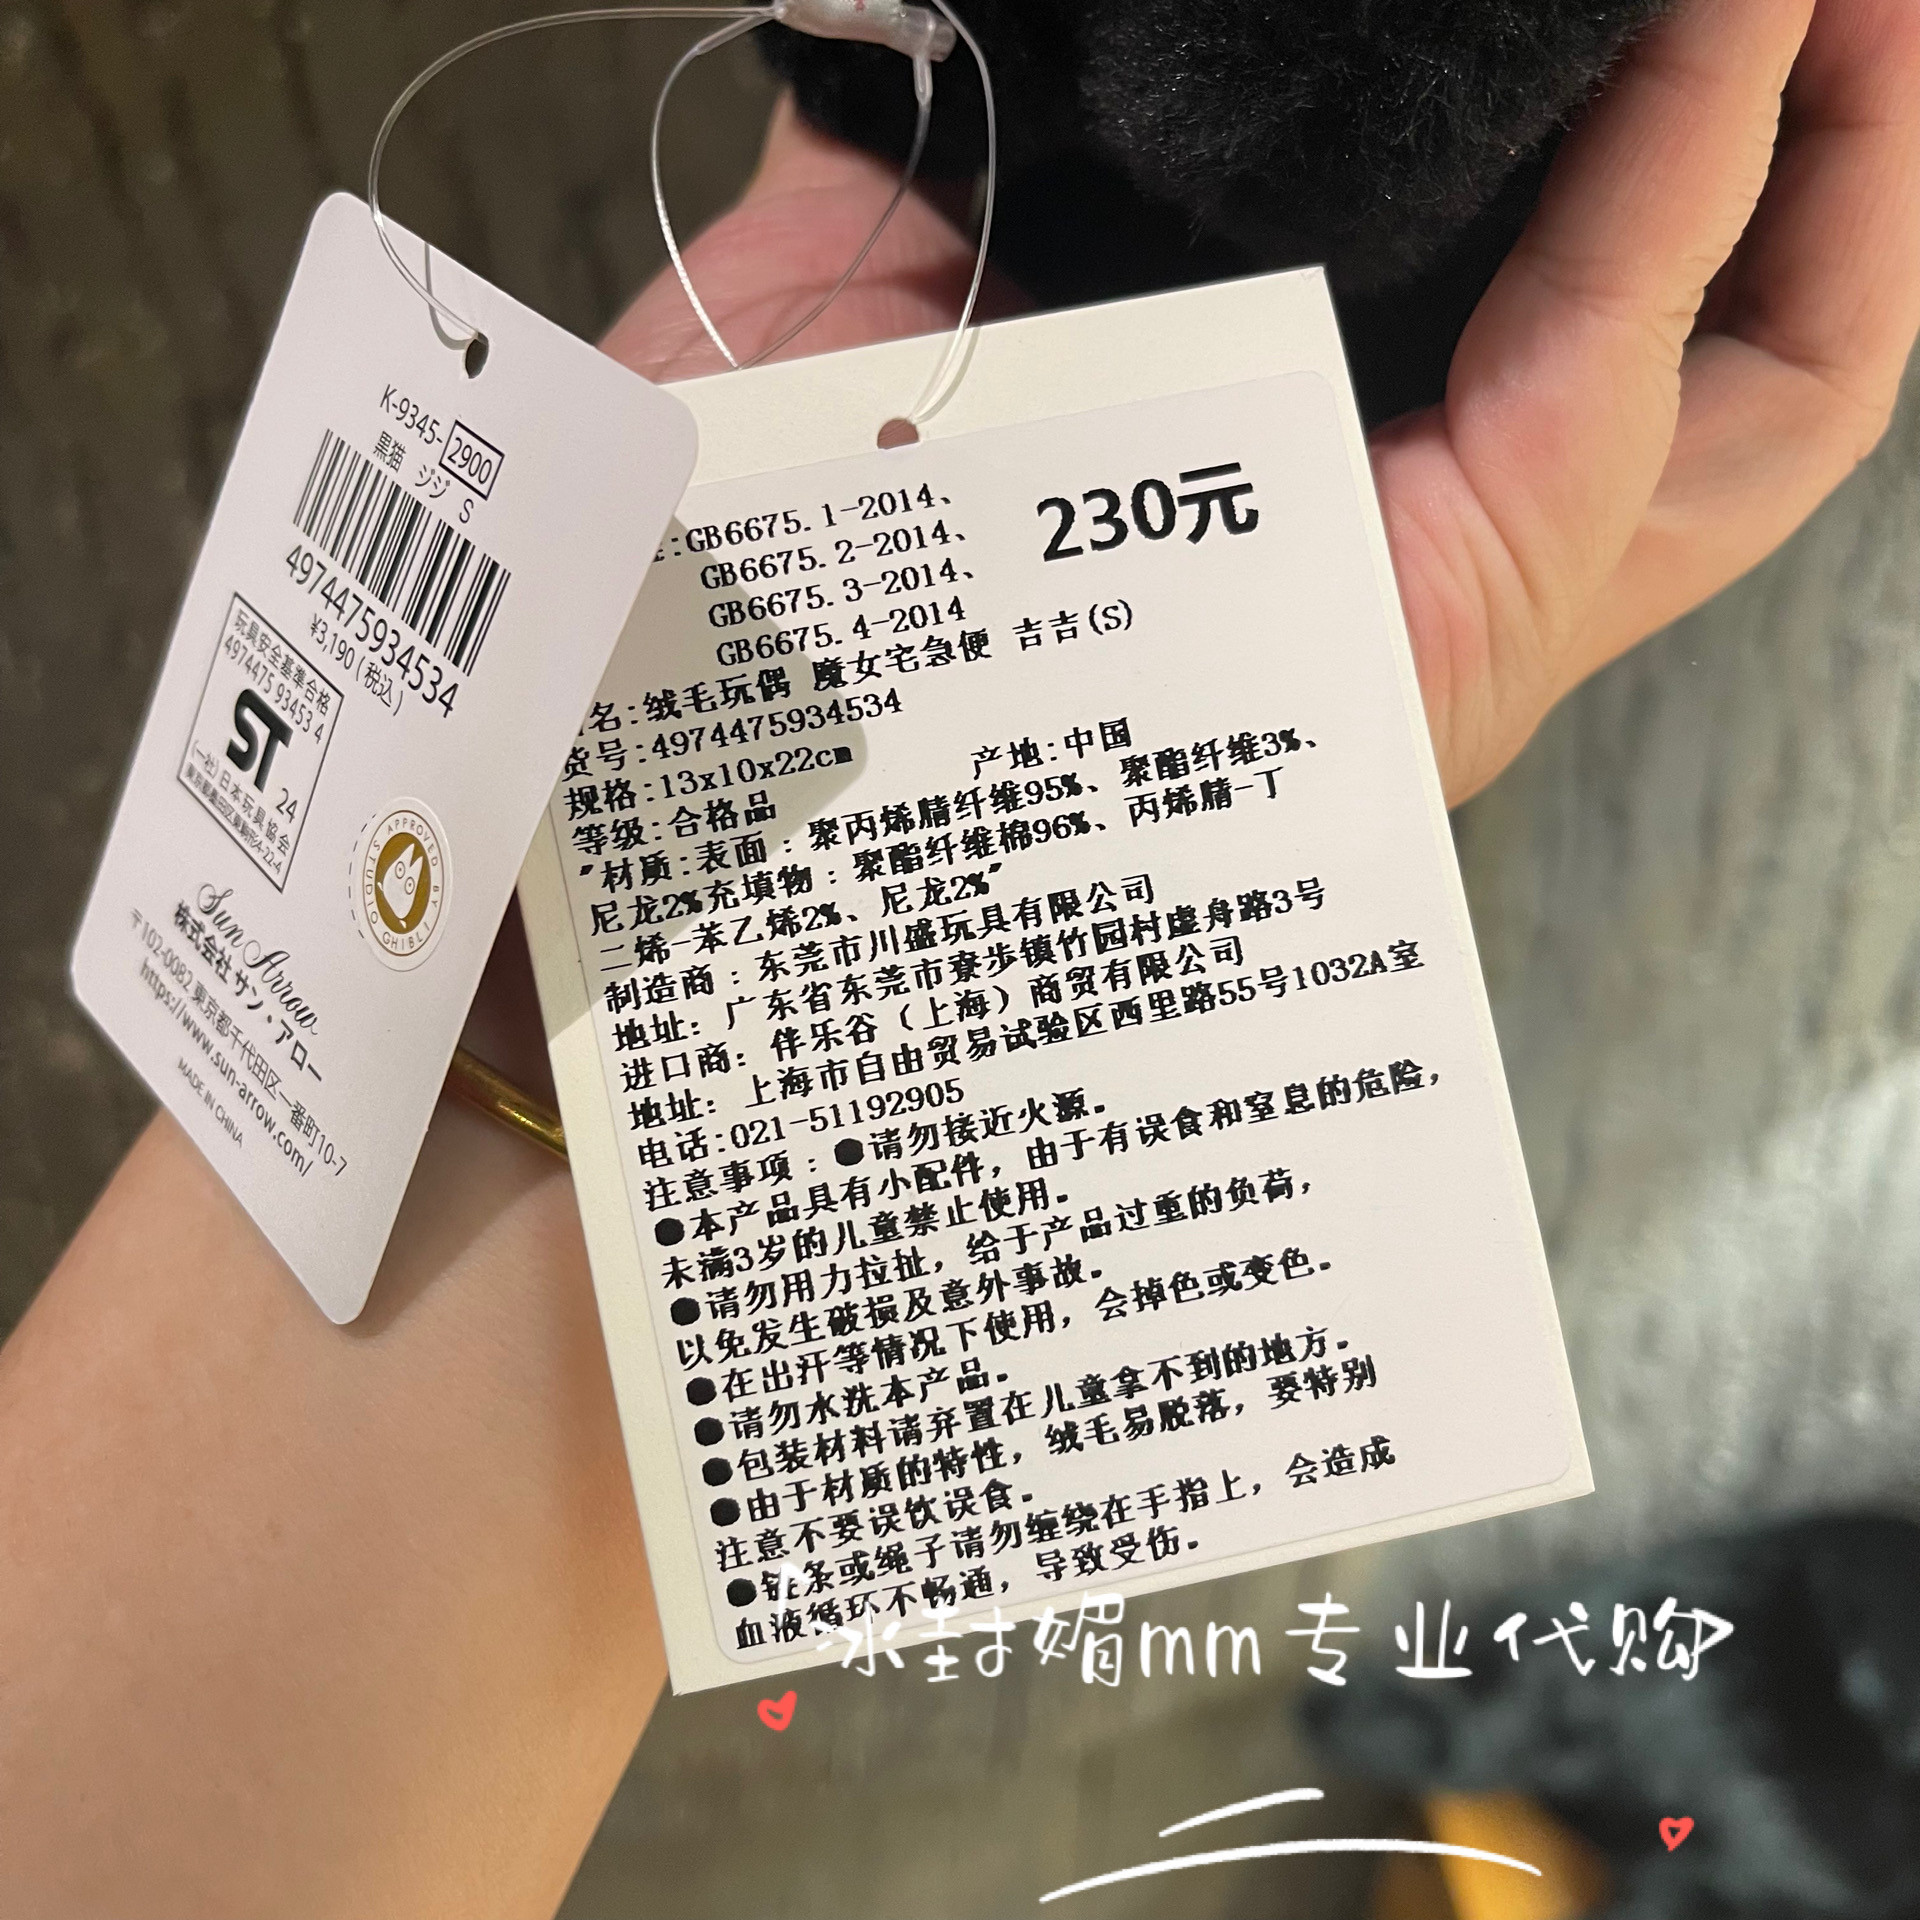 K-9345-2900
黒猫 ジジ S
4974475934534
¥3,190(税込)
玩具安全基準合格
4974475 93453 4
ST 24
(一社)日本玩具協会
東京都墨田区東駒形4-22-4
APPROVED BY
STUDIO GHIBLI
Sun Arrow
株式会社 サン・アロー
〒102-0082 東京都千代田区一番町10-7
https://www.sun-arrow.com/
MADE IN CHINA
230元
:GB6675.1-2014、
GB6675.2-2014、
GB6675.3-2014、
GB6675.4-2014
名:绒毛玩偶 魔女宅急便 吉吉(S)
货号:4974475934534
规格:13x10x22cm 产地:中国
等级:合格品
"材质:表面：聚丙烯腈纤维95%、聚酯纤维3%、
尼龙2%充填物：聚酯纤维棉96%、丙烯腈-丁
二烯-苯乙烯2%、尼龙2%"
制造商：东莞市川盛玩具有限公司
地址：广东省东莞市寮步镇竹园村虚舟路3号
进口商：伴乐谷（上海）商贸有限公司
地址：上海市自由贸易试验区西里路55号1032A室
电话:021-51192905
注意事项：●请勿接近火源。
●本产品具有小配件，由于有误食和窒息的危险，
未满3岁的儿童禁止使用。
●请勿用力拉扯，给于产品过重的负荷，
以免发生破损及意外事故。
●在出汗等情况下使用，会掉色或变色。
●请勿水洗本产品。
●包装材料请弃置在儿童拿不到的地方。
●由于材质的特性，绒毛易脱落，要特别
注意不要误饮误食。
●链条或绳子请勿缠绕在手指上，会造成
血液循环不畅通，导致受伤。
冰封媚mm专业代购